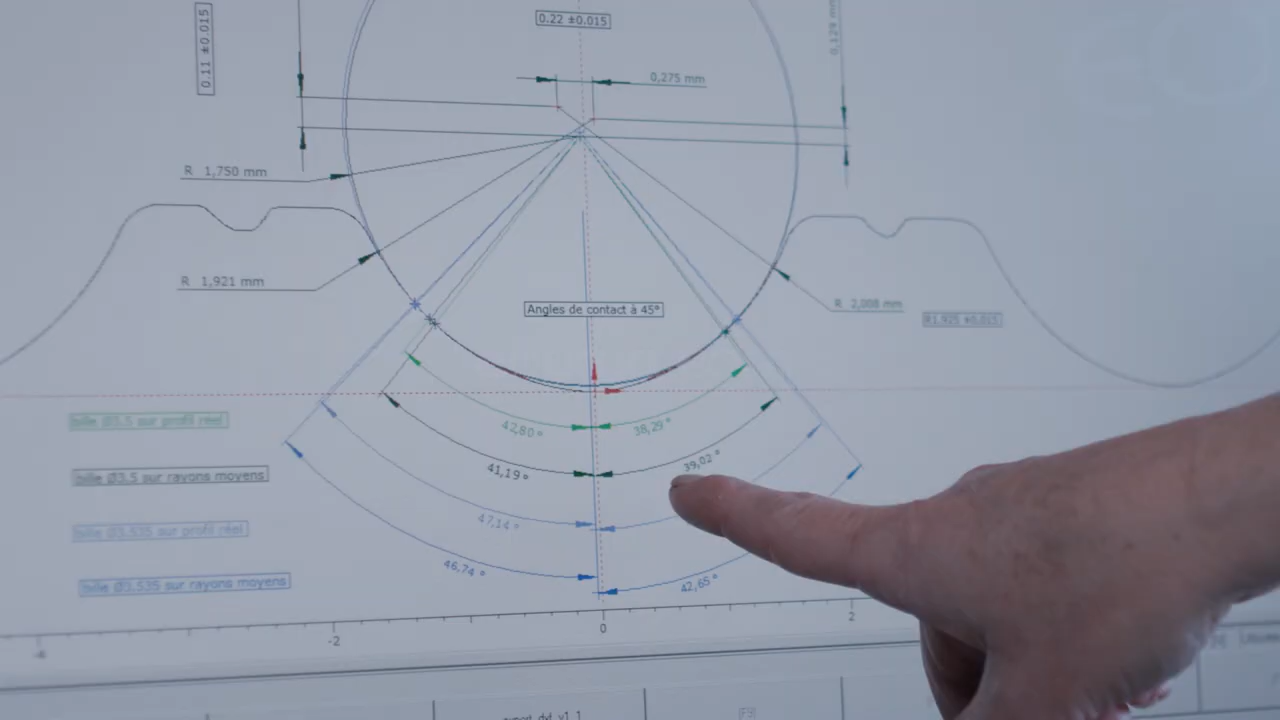 0.22 ±0.015
0.11 ±0.015
0,129 mm
0,275 mm
R 1,750 mm
R 1,921 mm
Angles de contact à 45°
R 2,008 mm
R1.925 ±0.015
bille Ø3.5 sur profil réel
42,80 °
38,29 °
bille Ø3.5 sur rayons moyens
41,19 °
39,02 °
bille Ø3.535 sur profil réel
47,14 °
bille Ø3.535 sur rayons moyens
46,74 °
42,65 °
-4
-2
0
2
F3